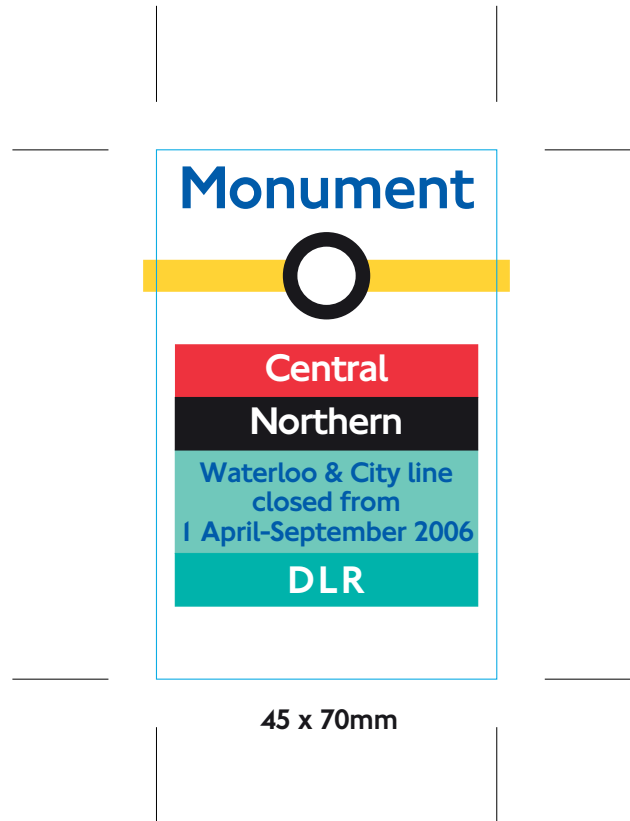 Monument
Central
Northern
Waterloo & City line
closed from
1 April-September 2006
DLR
45 x 70mm